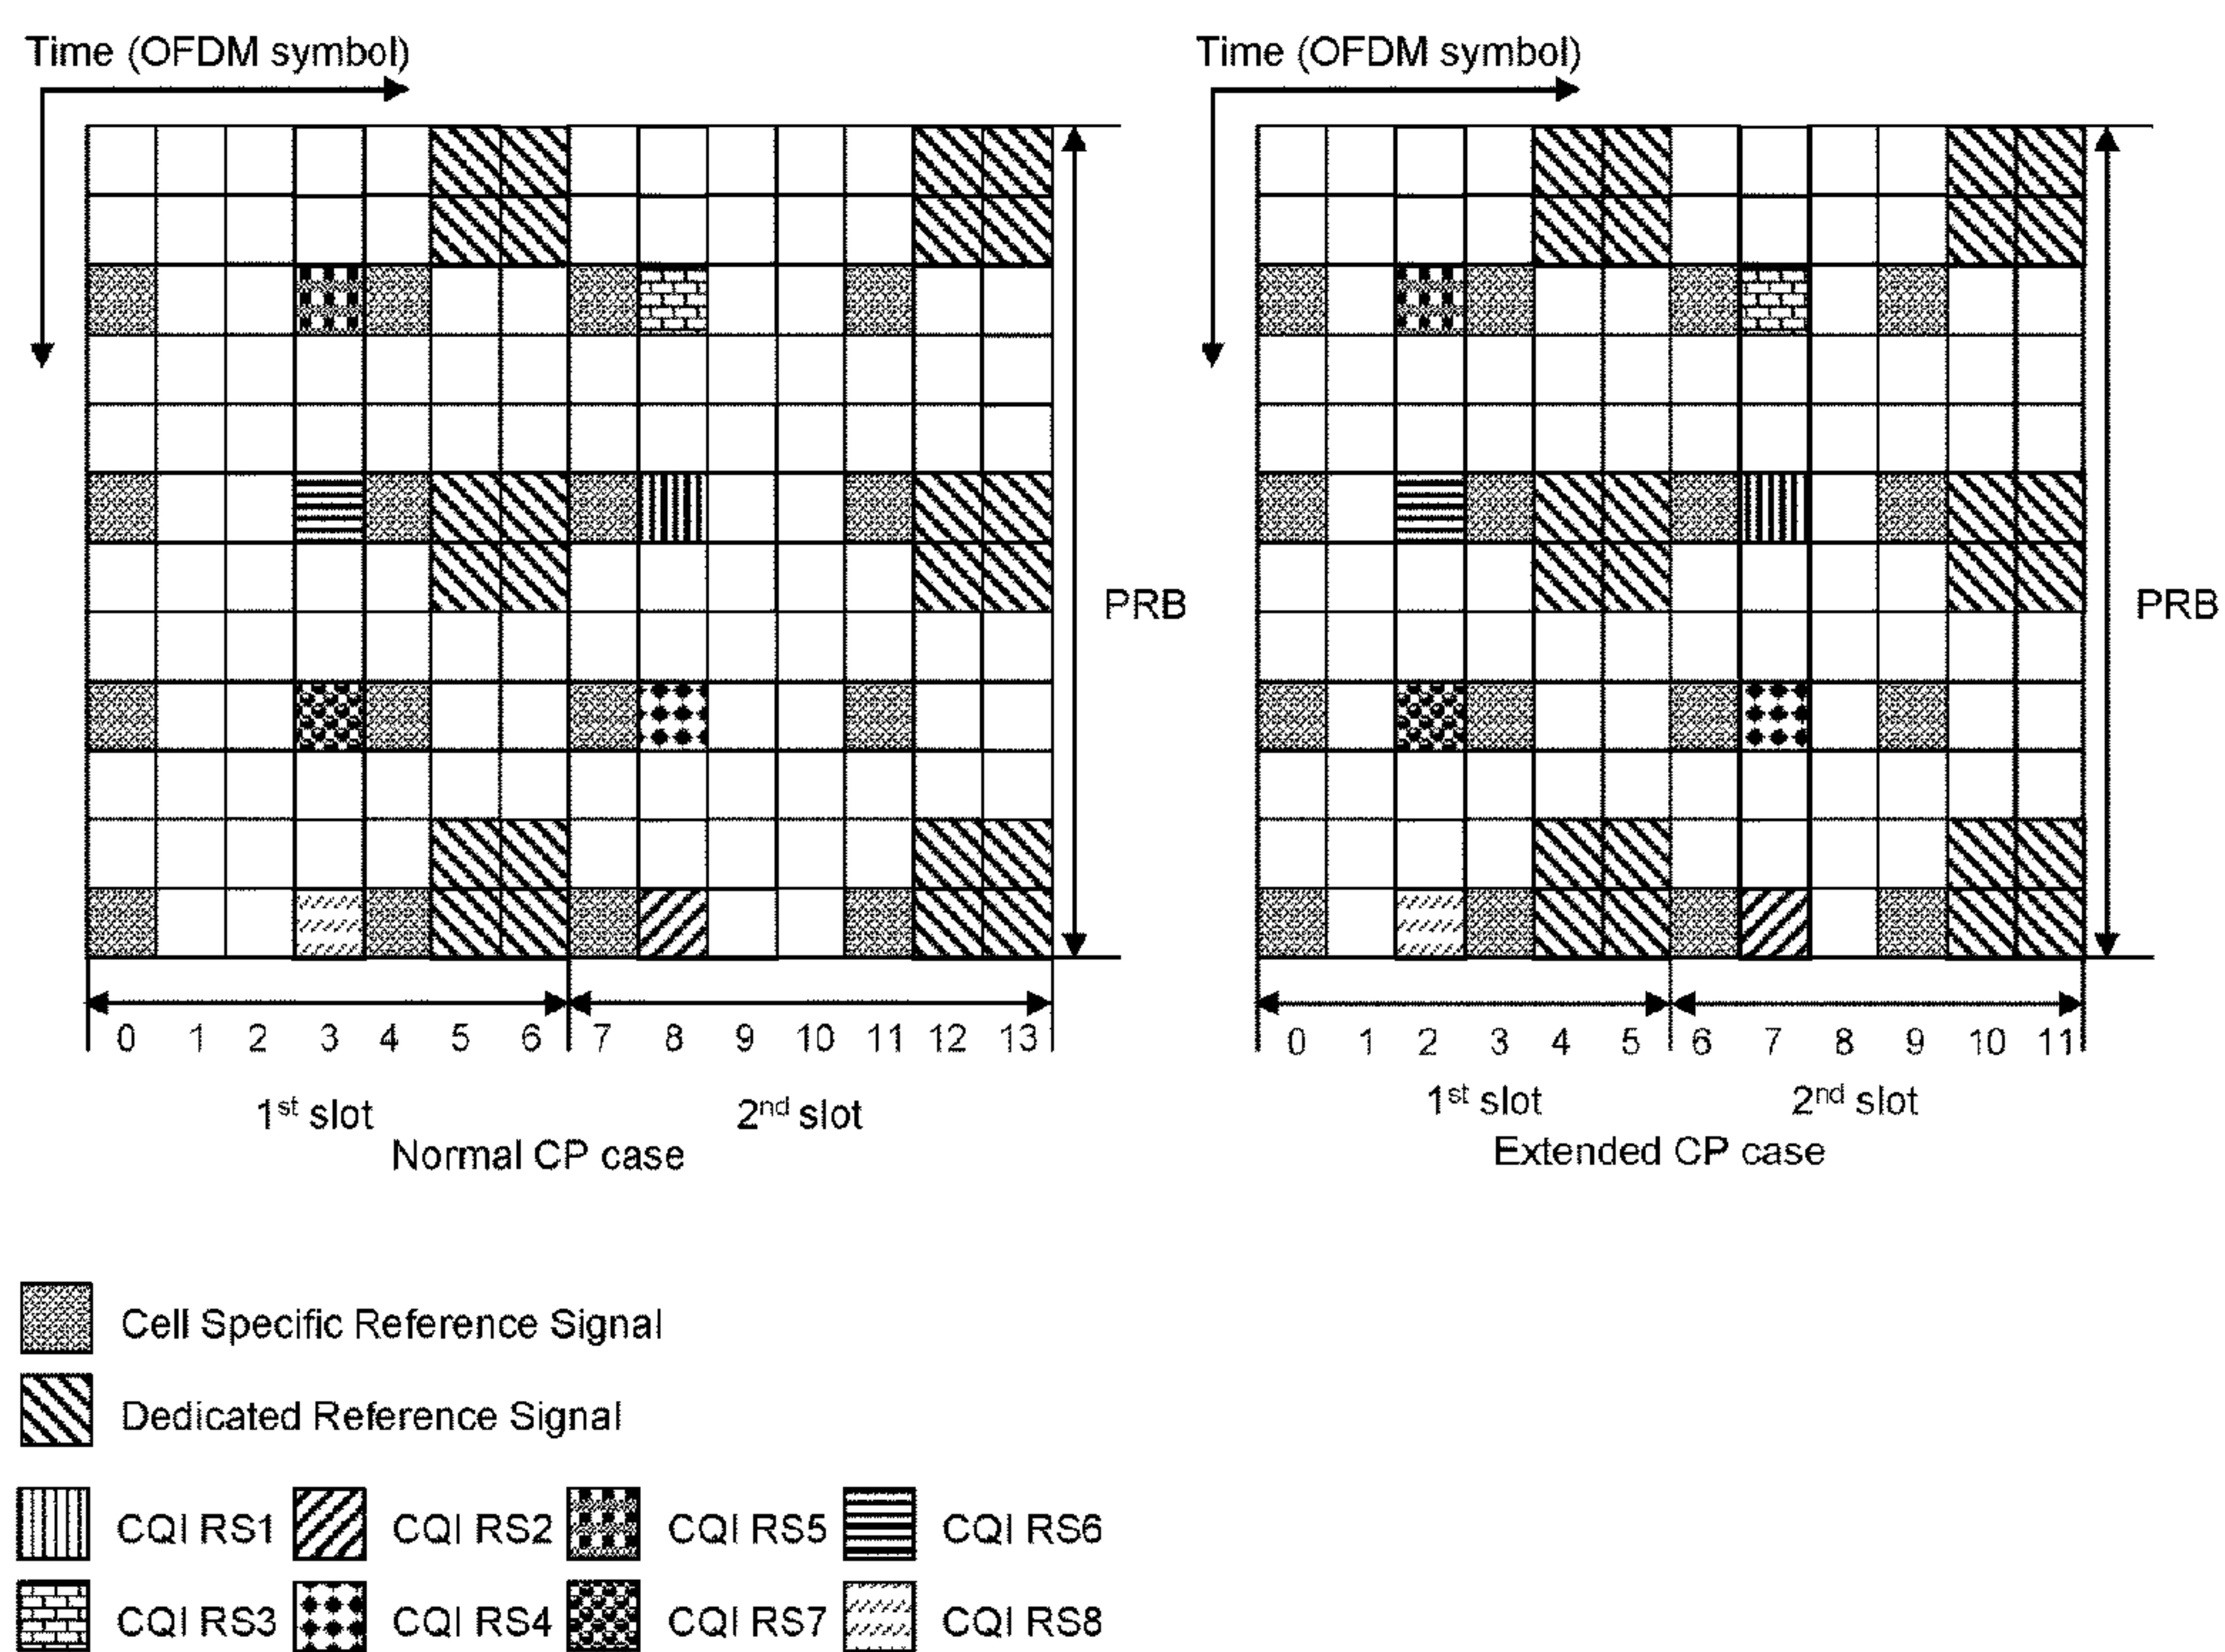 Time (OFDM symbol)
Time (OFDM symbol)
PRB
PRB
0 1 2 3 4 5 6 7 8 9 10 11 12 13
0 1 2 3 4 5 6 7 8 9 10 11
1st slot
2nd slot
1st slot
2nd slot
Normal CP case
Extended CP case
Cell Specific Reference Signal
Dedicated Reference Signal
CQI RS1 CQI RS2 CQI RS5 CQI RS6
CQI RS3 CQI RS4 CQI RS7 CQI RS8